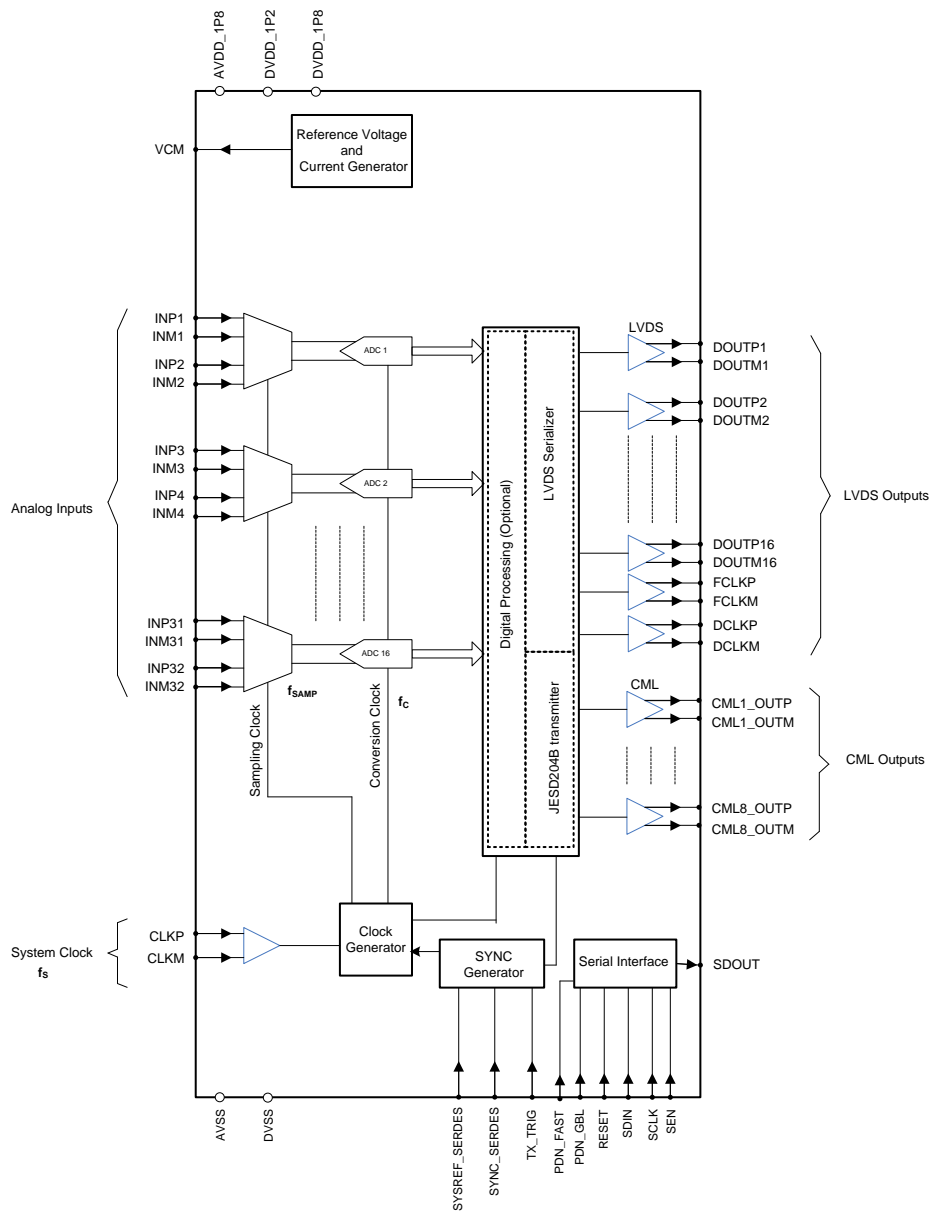 AVDD_1P8
DVDD_1P2
DVDD_1P8
Reference Voltage
and
Current Generator
VCM
INP1
INM1
INP2
INM2
INP3
INM3
INP4
INM4
Analog Inputs
INP31
INM31
INP32
INM32
ADC 1
ADC 2
ADC 16
fSAMP
fC
Sampling Clock
Conversion Clock
Digital Processing (Optional)
LVDS Serializer
JESD204B transmitter
LVDS
DOUTP1
DOUTM1
DOUTP2
DOUTM2
LVDS Outputs
DOUTP16
DOUTM16
FCLKP
FCLKM
DCLKP
DCLKM
CML
CML1_OUTP
CML1_OUTM
CML Outputs
CML8_OUTP
CML8_OUTM
System Clock
fS
CLKP
CLKM
Clock
Generator
SYNC
Generator
Serial Interface
SDOUT
AVSS
DVSS
SYSREF_SERDES
SYNC_SERDES
TX_TRIG
PDN_FAST
PDN_GBL
RESET
SDIN
SCLK
SEN